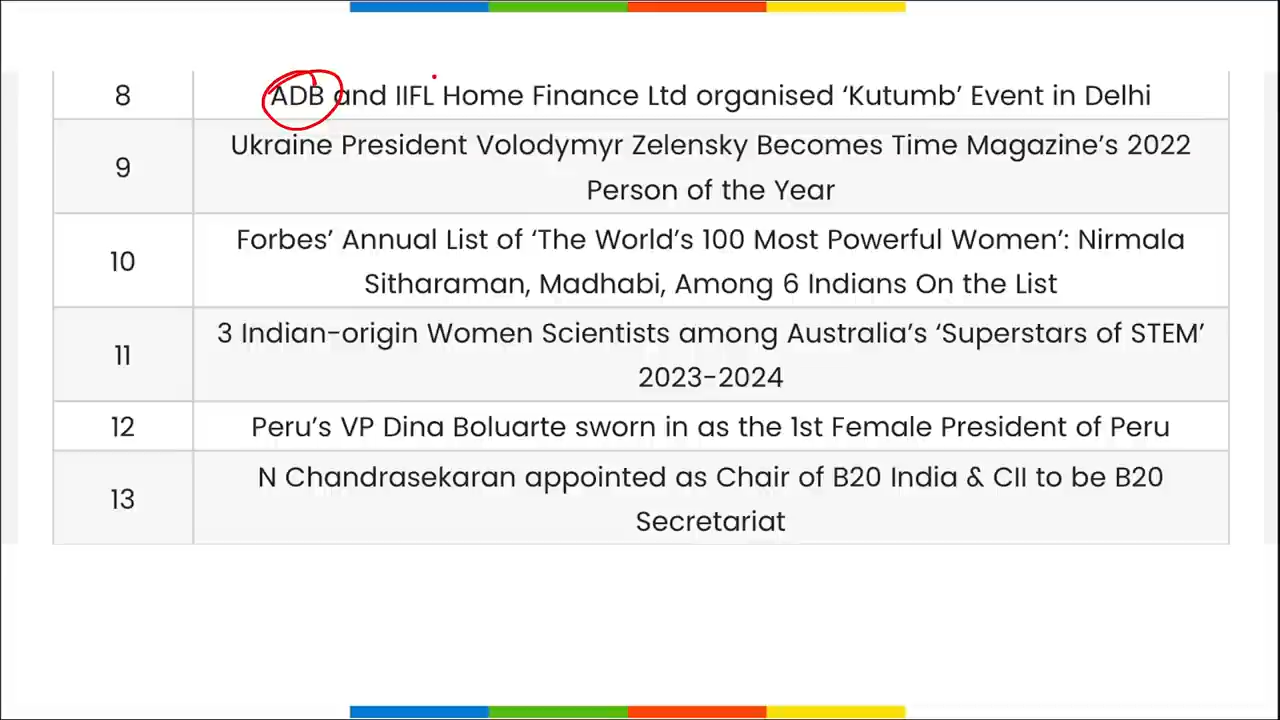 8 ADB and IIFL Home Finance Ltd organised ‘Kutumb’ Event in Delhi
9 Ukraine President Volodymyr Zelensky Becomes Time Magazine’s 2022
Person of the Year
10 Forbes’ Annual List of ‘The World’s 100 Most Powerful Women’: Nirmala
Sitharaman, Madhabi, Among 6 Indians On the List
11 3 Indian-origin Women Scientists among Australia’s ‘Superstars of STEM’
2023-2024
12 Peru’s VP Dina Boluarte sworn in as the 1st Female President of Peru
13 N Chandrasekaran appointed as Chair of B20 India & CII to be B20
Secretariat